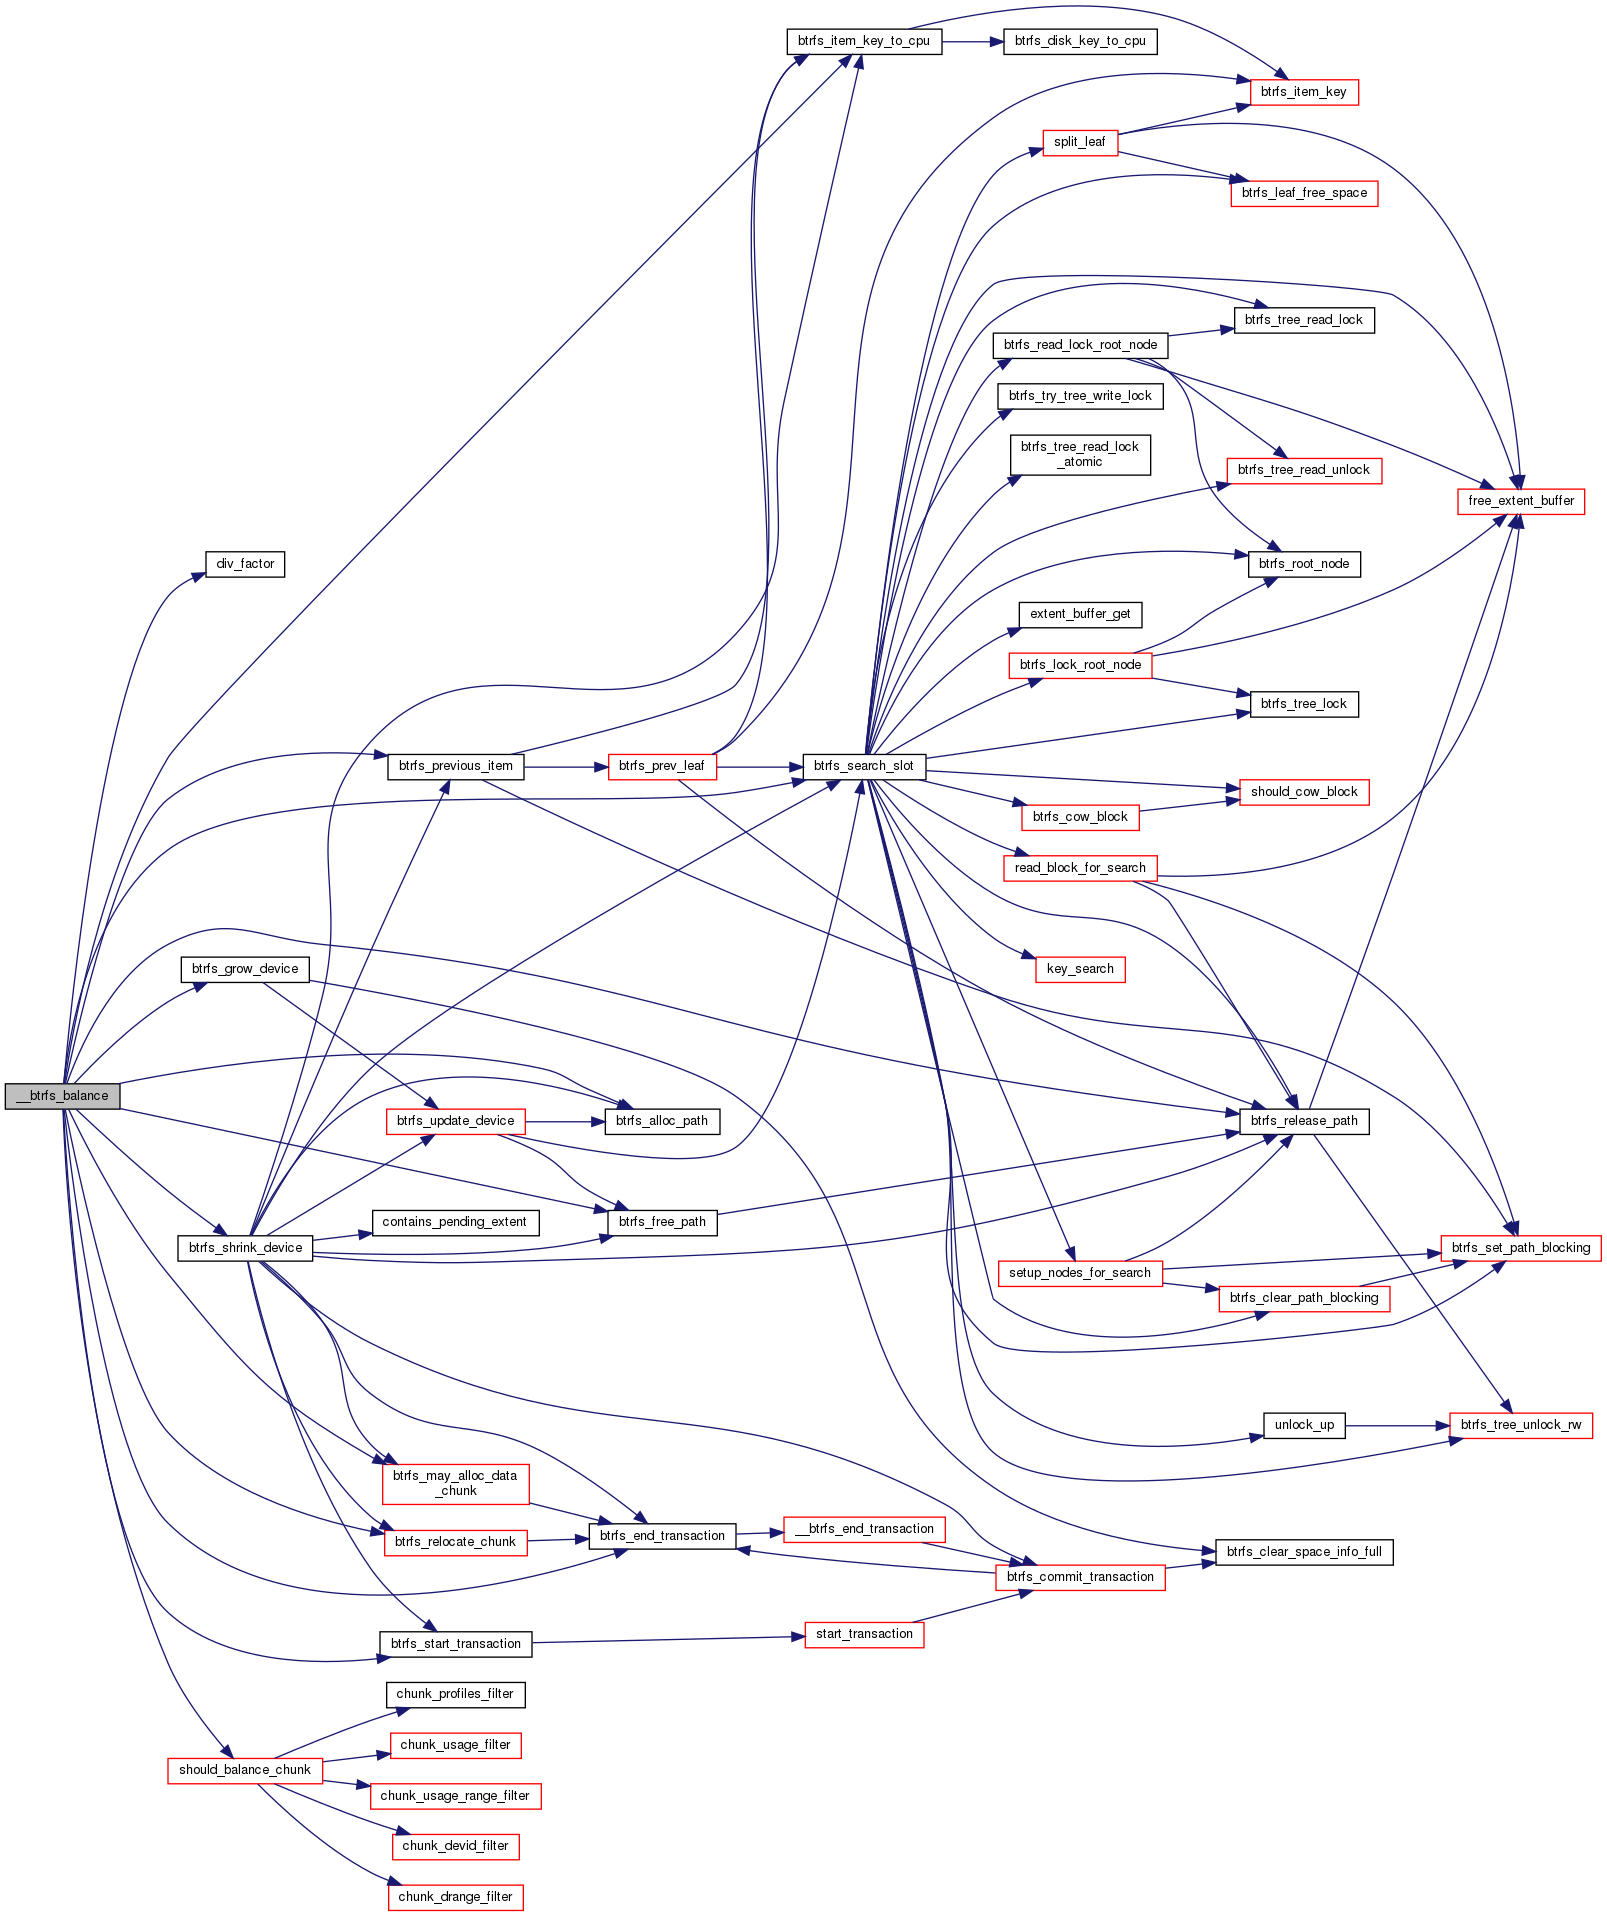 btrfs_item_key_to_cpu
btrfs_disk_key_to_cpu
btrfs_item_key
split_leaf
btrfs_leaf_free_space
btrfs_tree_read_lock
btrfs_read_lock_root_node
btrfs_try_tree_write_lock
btrfs_tree_read_lock
_atomic
btrfs_tree_read_unlock
free_extent_buffer
div_factor
btrfs_root_node
extent_buffer_get
btrfs_lock_root_node
btrfs_tree_lock
btrfs_previous_item
btrfs_prev_leaf
btrfs_search_slot
should_cow_block
btrfs_cow_block
read_block_for_search
btrfs_grow_device
key_search
__btrfs_balance
btrfs_update_device
btrfs_alloc_path
btrfs_release_path
contains_pending_extent
btrfs_free_path
btrfs_shrink_device
btrfs_set_path_blocking
setup_nodes_for_search
btrfs_clear_path_blocking
unlock_up
btrfs_tree_unlock_rw
btrfs_may_alloc_data
_chunk
btrfs_relocate_chunk
btrfs_end_transaction
__btrfs_end_transaction
btrfs_clear_space_info_full
btrfs_commit_transaction
btrfs_start_transaction
start_transaction
chunk_profiles_filter
chunk_usage_filter
should_balance_chunk
chunk_usage_range_filter
chunk_devid_filter
chunk_drange_filter